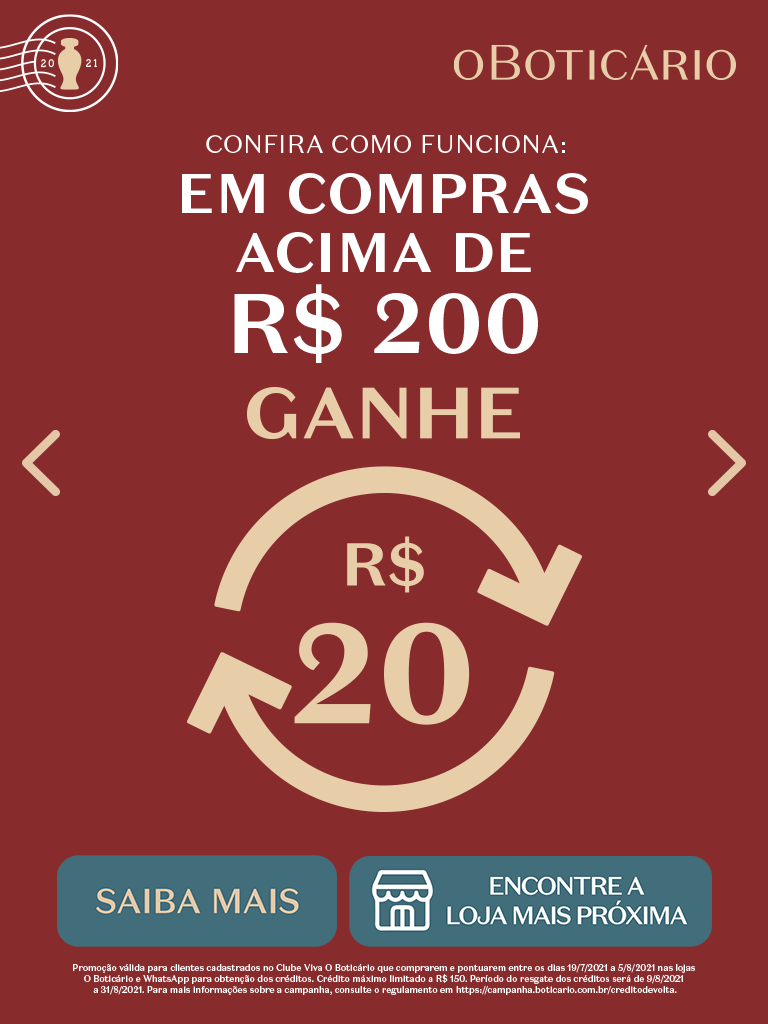 20 21
OBOTICÁRIO
CONFIRA COMO FUNCIONA:
EM COMPRAS
ACIMA DE
R$ 200
GANHE
R$
20
SAIBA MAIS
ENCONTRE A
LOJA MAIS PRÓXIMA
Promoção válida para clientes cadastrados no Clube Viva O Boticário que comprarem e pontuarem entre os dias 19/7/2021 a 5/8/2021 nas lojas
O Boticário e WhatsApp para obtenção dos créditos. Crédito máximo limitado a R$ 150. Período do resgate dos créditos será de 9/8/2021
a 31/8/2021. Para mais informações sobre a campanha, consulte o regulamento em https://campanha.boticario.com.br/creditodevolta.